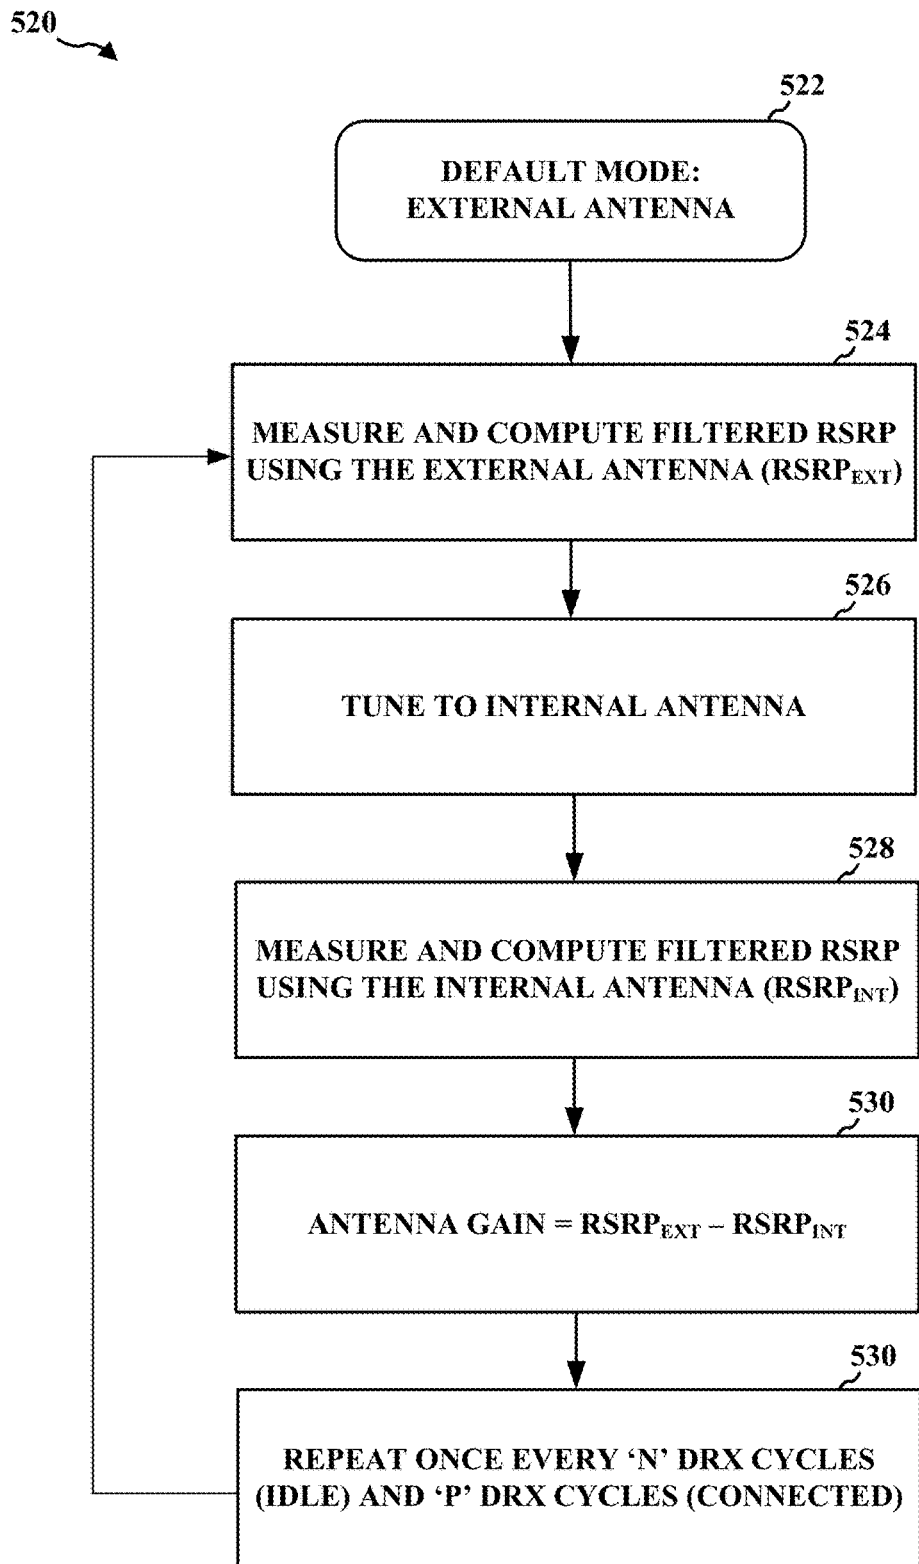 520
522
DEFAULT MODE:
EXTERNAL ANTENNA
524
MEASURE AND COMPUTE FILTERED RSRP
USING THE EXTERNAL ANTENNA (RSRPEXT)
526
TUNE TO INTERNAL ANTENNA
528
MEASURE AND COMPUTE FILTERED RSRP
USING THE INTERNAL ANTENNA (RSRPINT)
530
ANTENNA GAIN = RSRPEXT – RSRPINT
530
REPEAT ONCE EVERY ‘N’ DRX CYCLES
(IDLE) AND ‘P’ DRX CYCLES (CONNECTED)